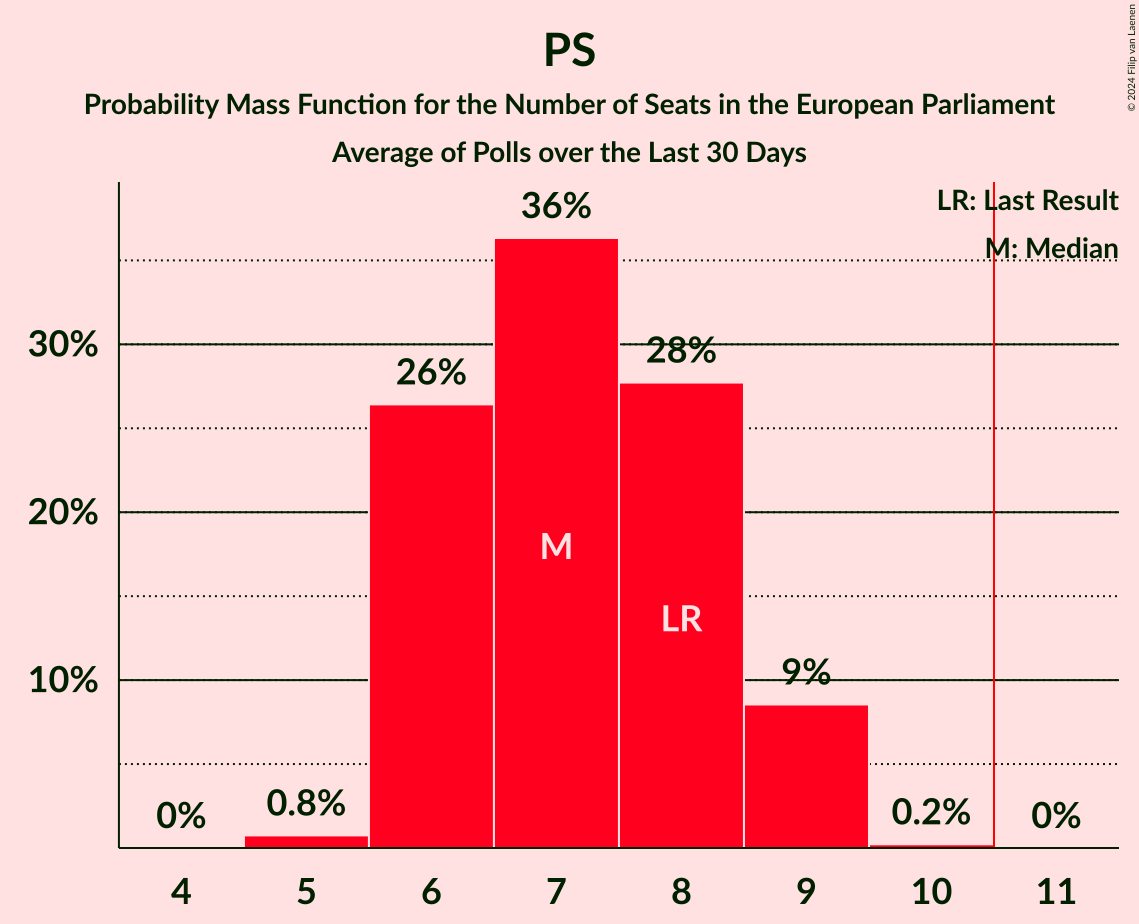 PS
Probability Mass Function for the Number of Seats in the European Parliament
Average of Polls over the Last 30 Days
© 2024 Filip van Laenen
LR: Last Result
M: Median
36%
28%
26%
9%
0.8%
0.2%
0%
0%
M
LR
30%
20%
10%
4 5 6 7 8 9 10 11